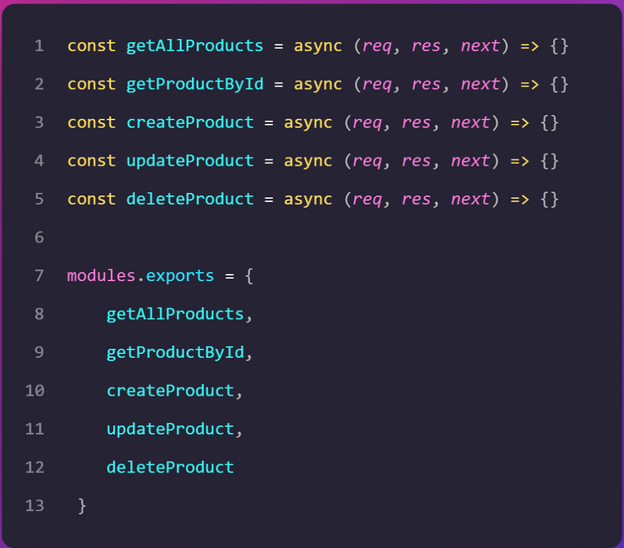 1 const getAllProducts = async (req, res, next) => {}
2 const getProductById = async (req, res, next) => {}
3 const createProduct = async (req, res, next) => {}
4 const updateProduct = async (req, res, next) => {}
5 const deleteProduct = async (req, res, next) => {}
6
7 modules.exports = {
8     getAllProducts,
9     getProductById,
10     createProduct,
11     updateProduct,
12     deleteProduct
13  }